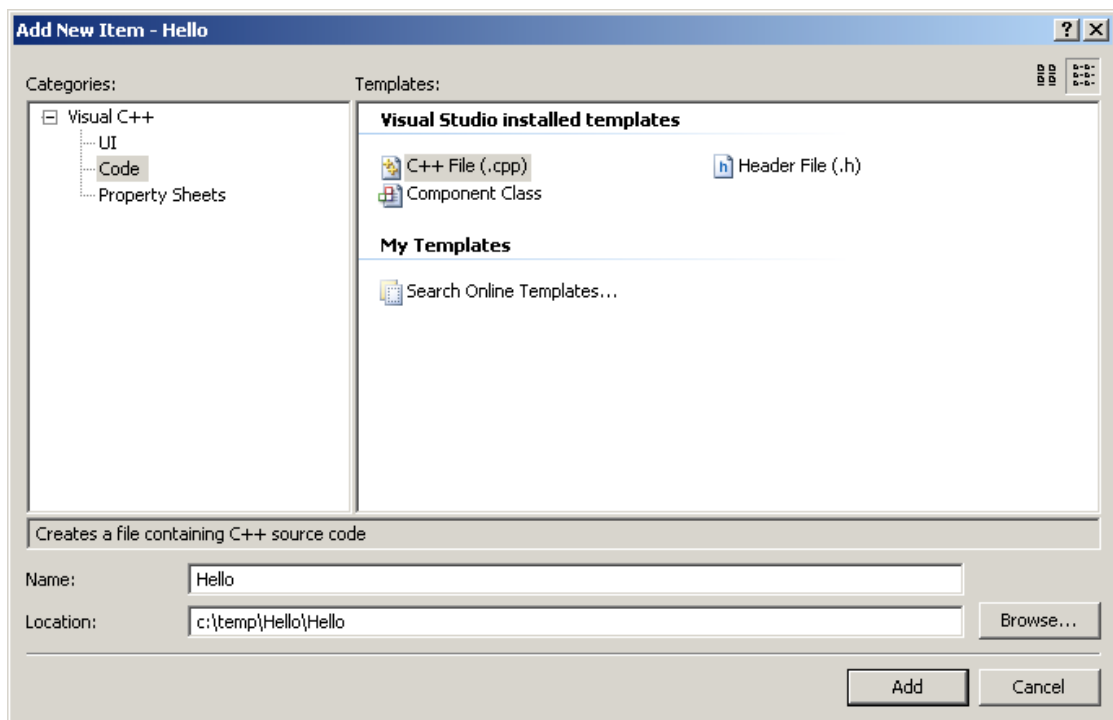 Add New Item - Hello
Categories:
Templates:
Visual C++
UI
Code
Property Sheets
Visual Studio installed templates
C++ File (.cpp)
Header File (.h)
Component Class
My Templates
Search Online Templates...
Creates a file containing C++ source code
Name:
Hello
Location:
c:\temp\Hello\Hello
Browse...
Add
Cancel